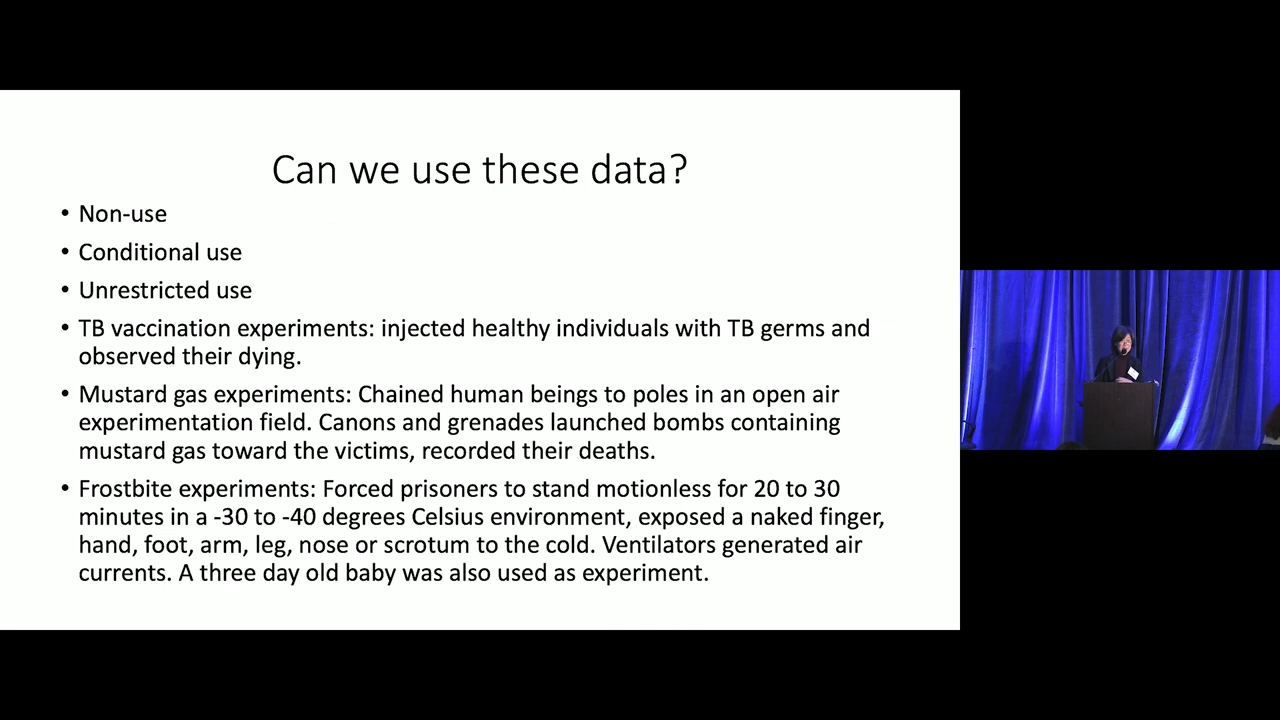 Can we use these data?
• Non-use
• Conditional use
• Unrestricted use
• TB vaccination experiments: injected healthy individuals with TB germs and
observed their dying.
• Mustard gas experiments: Chained human beings to poles in an open air
experimentation field. Canons and grenades launched bombs containing
mustard gas toward the victims, recorded their deaths.
• Frostbite experiments: Forced prisoners to stand motionless for 20 to 30
minutes in a -30 to -40 degrees Celsius environment, exposed a naked finger,
hand, foot, arm, leg, nose or scrotum to the cold. Ventilators generated air
currents. A three day old baby was also used as experiment.